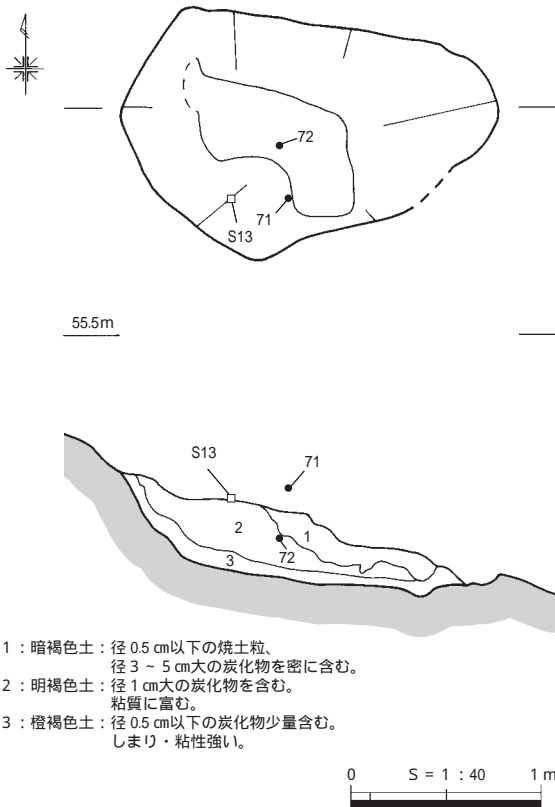 72
71
S13
55.5m
S13
71
2
1
72
3
1：暗褐色土：径 0.5 ㎝以下の焼土粒、
径 3 ~ 5 ㎝大の炭化物を密に含む。
2：明褐色土：径 1 ㎝大の炭化物を含む。
粘質に富む。
3：橙褐色土：径 0.5 ㎝以下の炭化物少量含む。
しまり・粘性強い。
0 S = 1 : 40 1 m